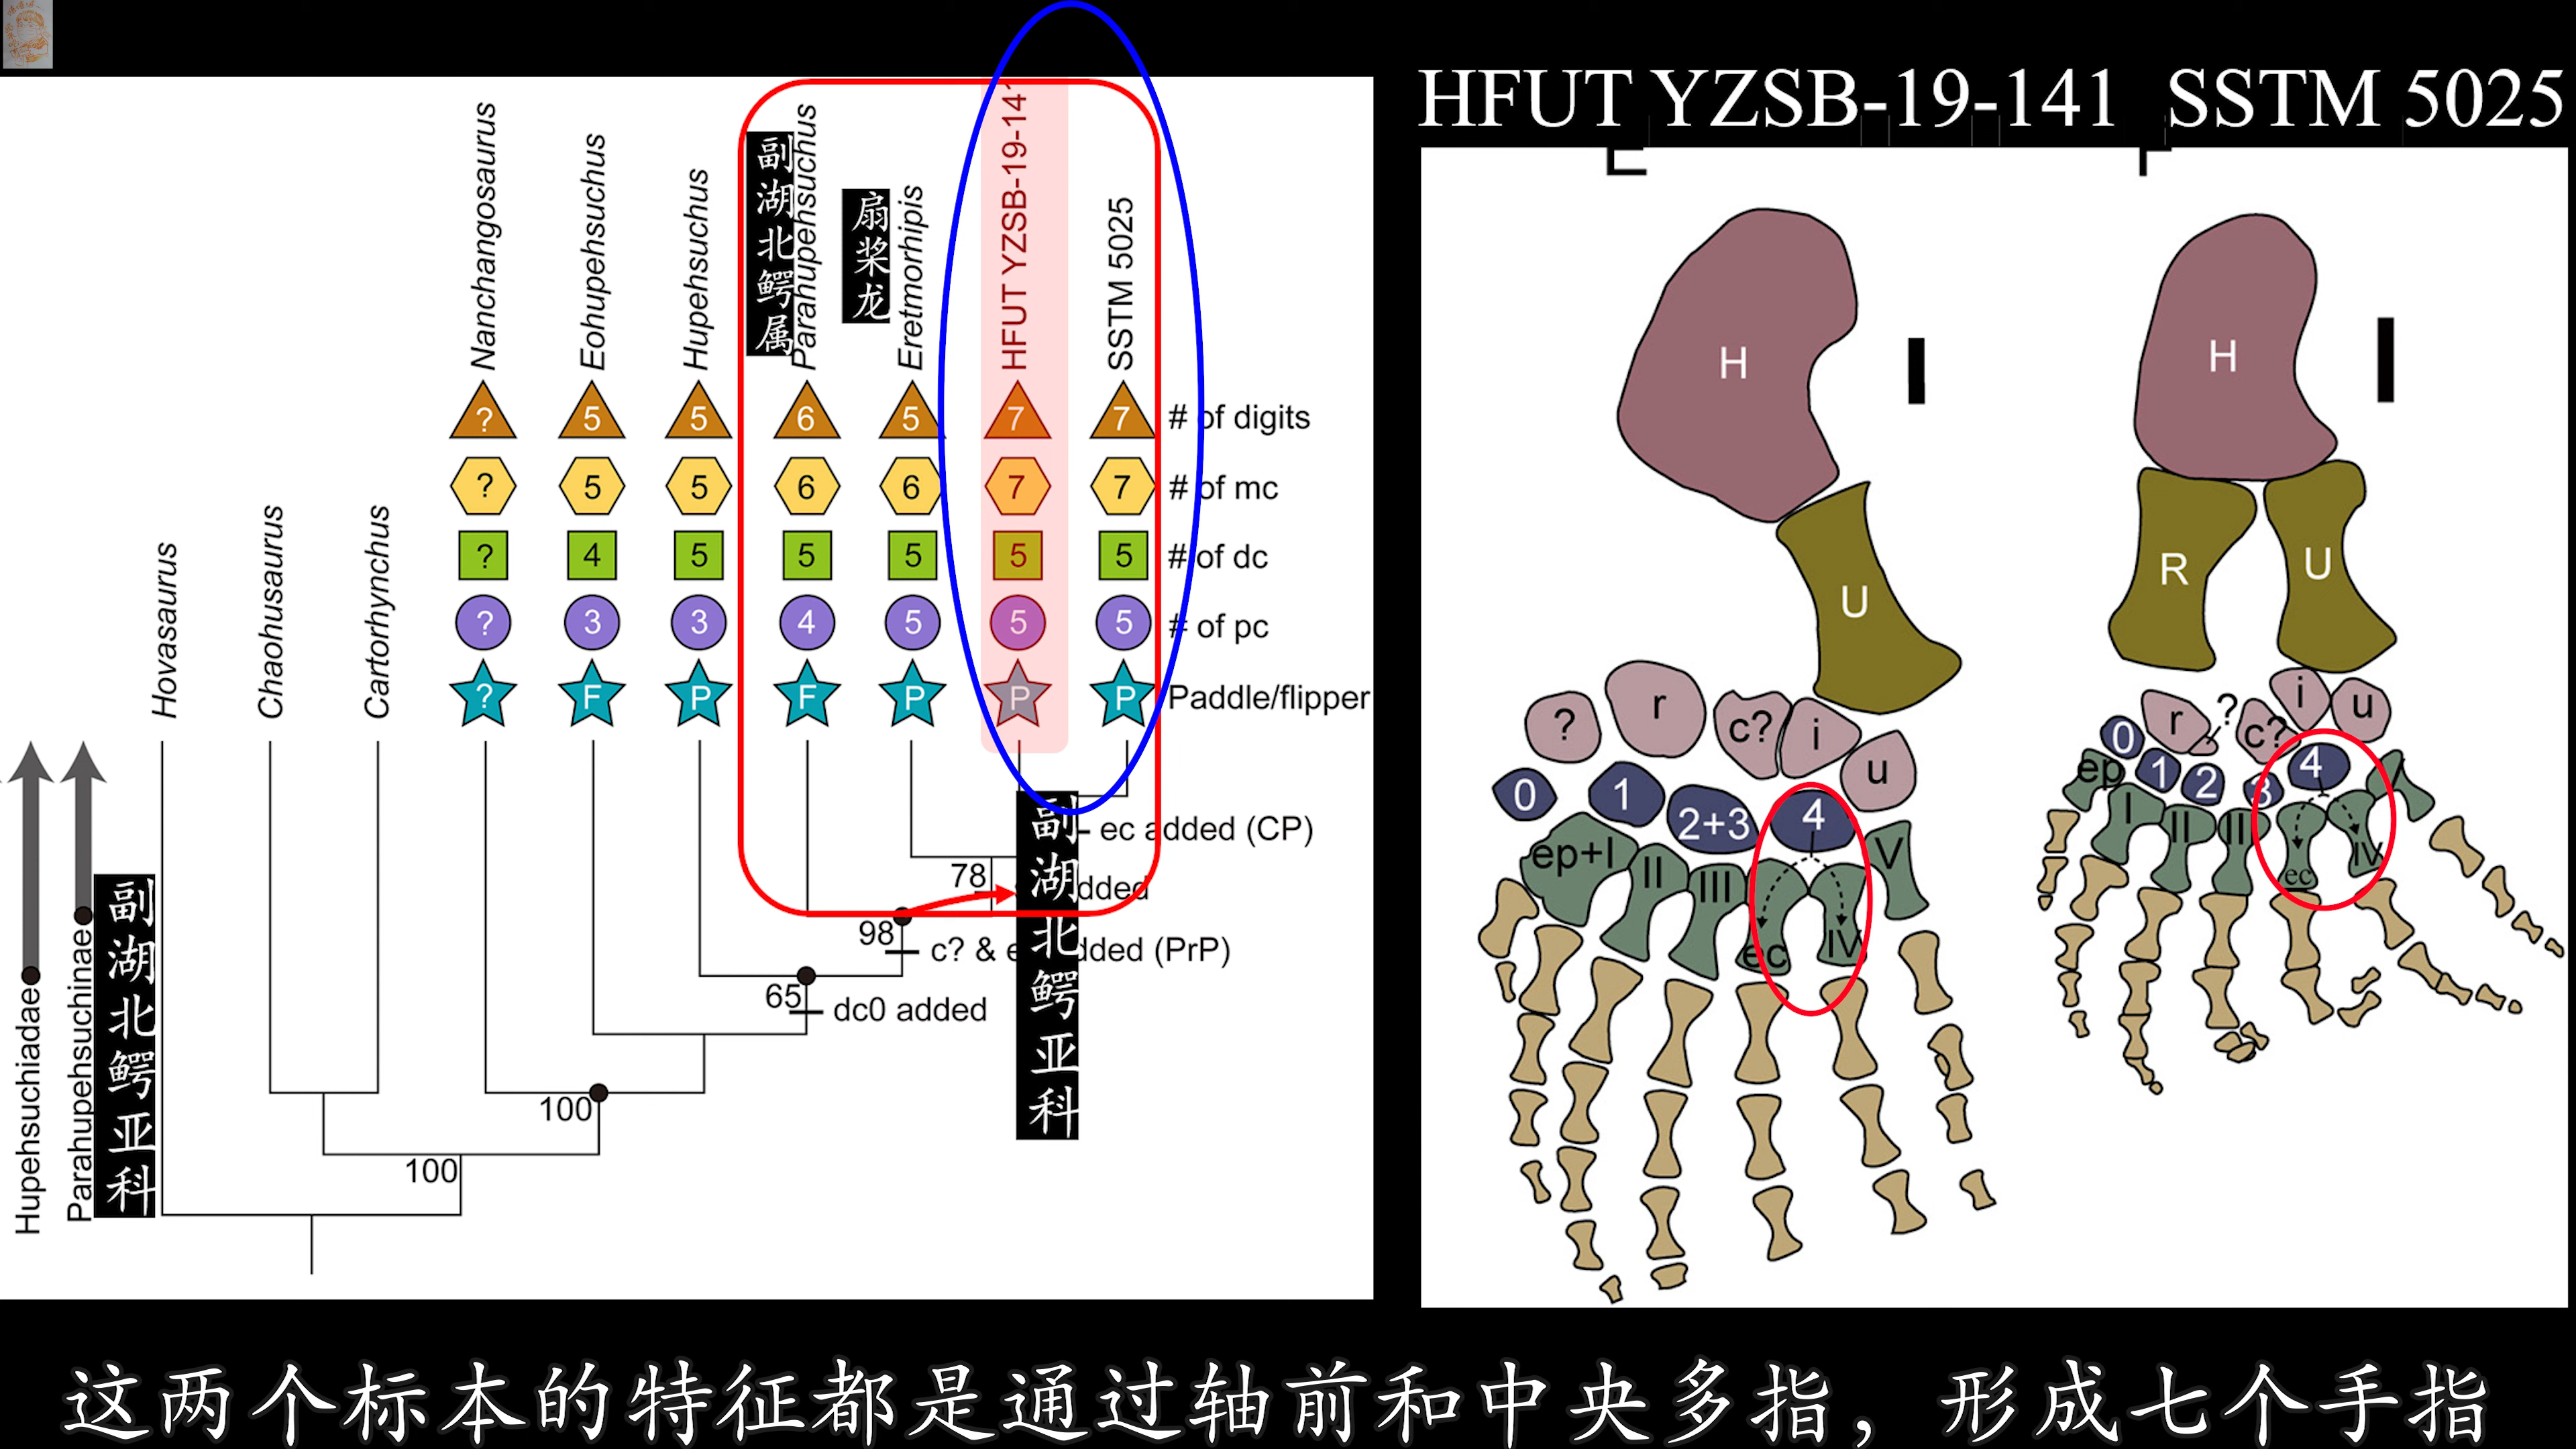 HFUT YZSB-19-141 SSTM 5025
Nanchangosaurus
Eohupehsuchus
Hupehsuchus
副湖北鳄属
Parahupehsuchus
扇桨龙
Eretmorhipis
HFUT YZSB-19-141
SSTM 5025
Hovasaurus
Chaohusaurus
Cartorhynchus
? 5 5 6 5 7 7 # of digits
? 5 5 6 6 7 7 # of mc
? 4 5 5 5 5 5 # of dc
? 3 3 4 5 5 5 # of pc
? F P F P P P Paddle/flipper
ec added (CP)
78
dded
98
c? & e dded (PrP)
65
dc0 added
100
100
副湖北鳄亚科
Hupehsuchiadae
Parahupehsuchinae
副湖北鳄亚科
H
U
? r c? i u
0 1 2+3 4
ep+I II III ec IV V
H
R U
r ? c? i u
0 1 2 3 4
ep I II III ec IV V
这两个标本的特征都是通过轴前和中央多指，形成七个手指